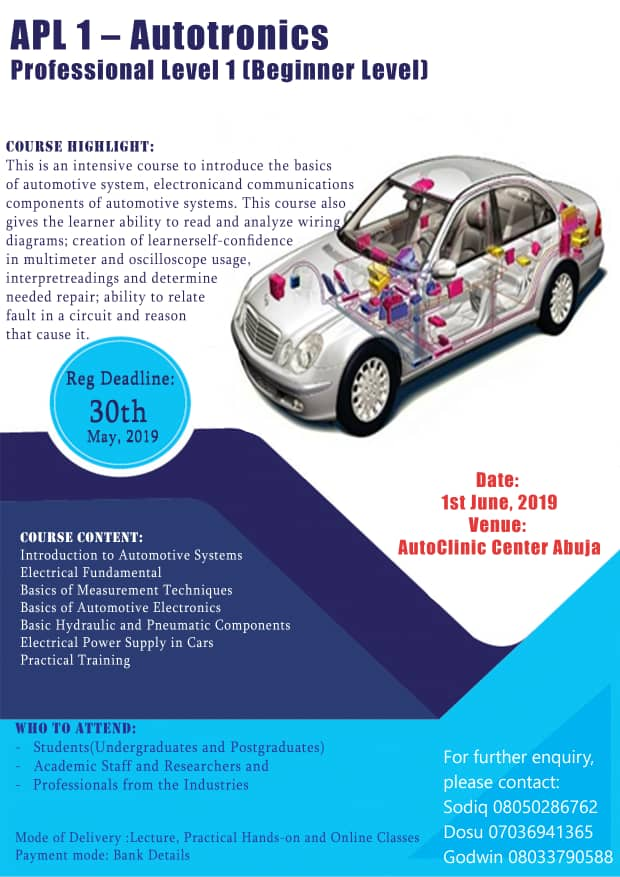 APL 1 – Autotronics
Professional Level 1 (Beginner Level)
COURSE HIGHLIGHT:
This is an intensive course to introduce the basics
of automotive system, electronicand communications
components of automotive systems. This course also
gives the learner ability to read and analyze wiring
diagrams; creation of learnerself-confidence
in multimeter and oscilloscope usage,
interpretreadings and determine
needed repair; ability to relate
fault in a circuit and reason
that cause it.
Reg Deadline:
30th
May, 2019
Date:
1st June, 2019
Venue:
AutoClinic Center Abuja
COURSE CONTENT:
Introduction to Automotive Systems
Electrical Fundamental
Basics of Measurement Techniques
Basics of Automotive Electronics
Basic Hydraulic and Pneumatic Components
Electrical Power Supply in Cars
Practical Training
WHO TO ATTEND:
- Students(Undergraduates and Postgraduates)
- Academic Staff and Researchers and
- Professionals from the Industries
Mode of Delivery :Lecture, Practical Hands-on and Online Classes
Payment mode: Bank Details
For further enquiry,
please contact:
Sodiq 08050286762
Dosu 07036941365
Godwin 08033790588